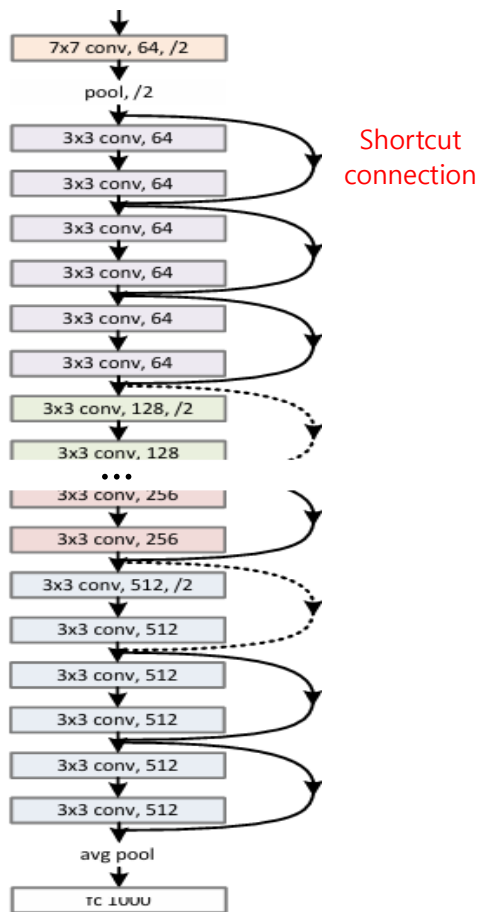 7x7 conv, 64, /2
pool, /2
3x3 conv, 64
Shortcut
connection
3x3 conv, 64
3x3 conv, 64
3x3 conv, 64
3x3 conv, 64
3x3 conv, 64
3x3 conv, 128, /2
3x3 conv, 128
...
3x3 conv, 256
3x3 conv, 256
3x3 conv, 512, /2
3x3 conv, 512
3x3 conv, 512
3x3 conv, 512
3x3 conv, 512
3x3 conv, 512
avg pool
fc 1000